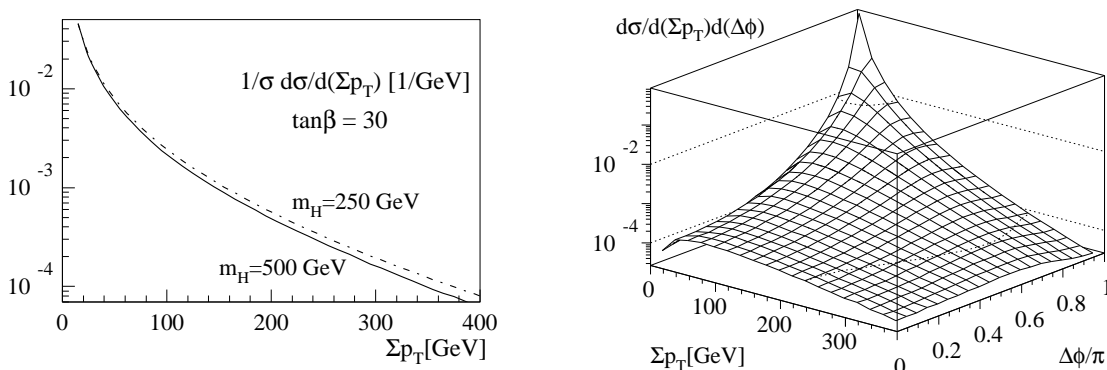 1/σ dσ/d(Σp_T) [1/GeV]
tanβ = 30
m_H=250 GeV
m_H=500 GeV
10^-2
10^-3
10^-4
0 100 200 300 400
Σp_T[GeV]
dσ/d(Σp_T)d(Δϕ)
10^-2
10^-4
0 100 200 300
Σp_T[GeV]
0 0.2 0.4 0.6 0.8 1
Δϕ/π